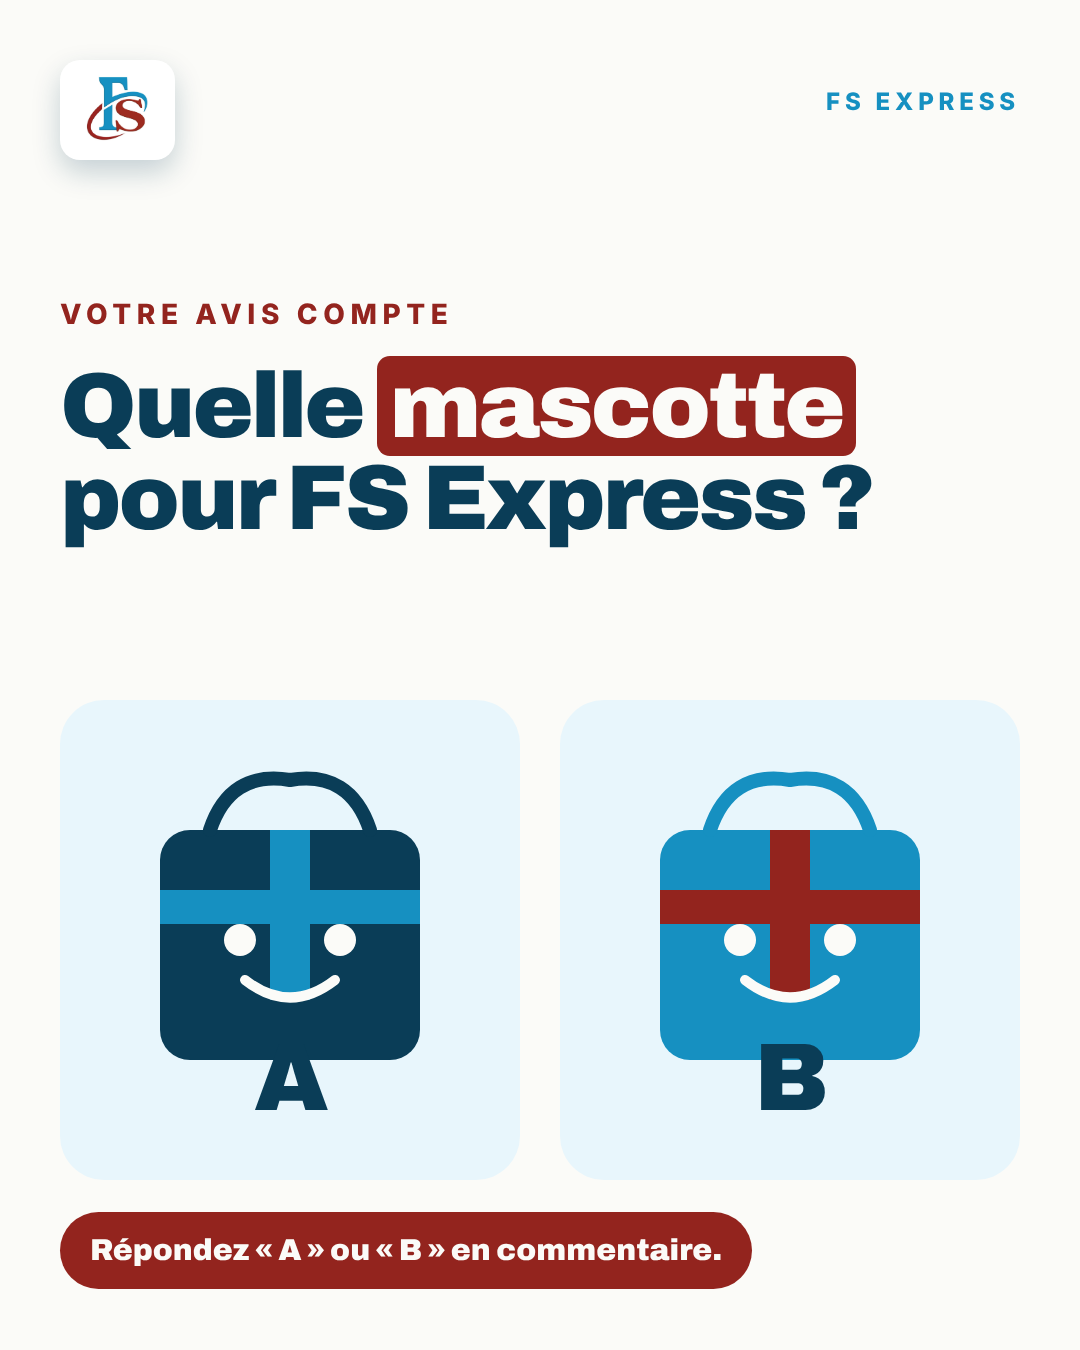 FS
FS EXPRESS
VOTRE AVIS COMPTE
Quelle mascotte
pour FS Express ?
A
B
Répondez « A » ou « B » en commentaire.